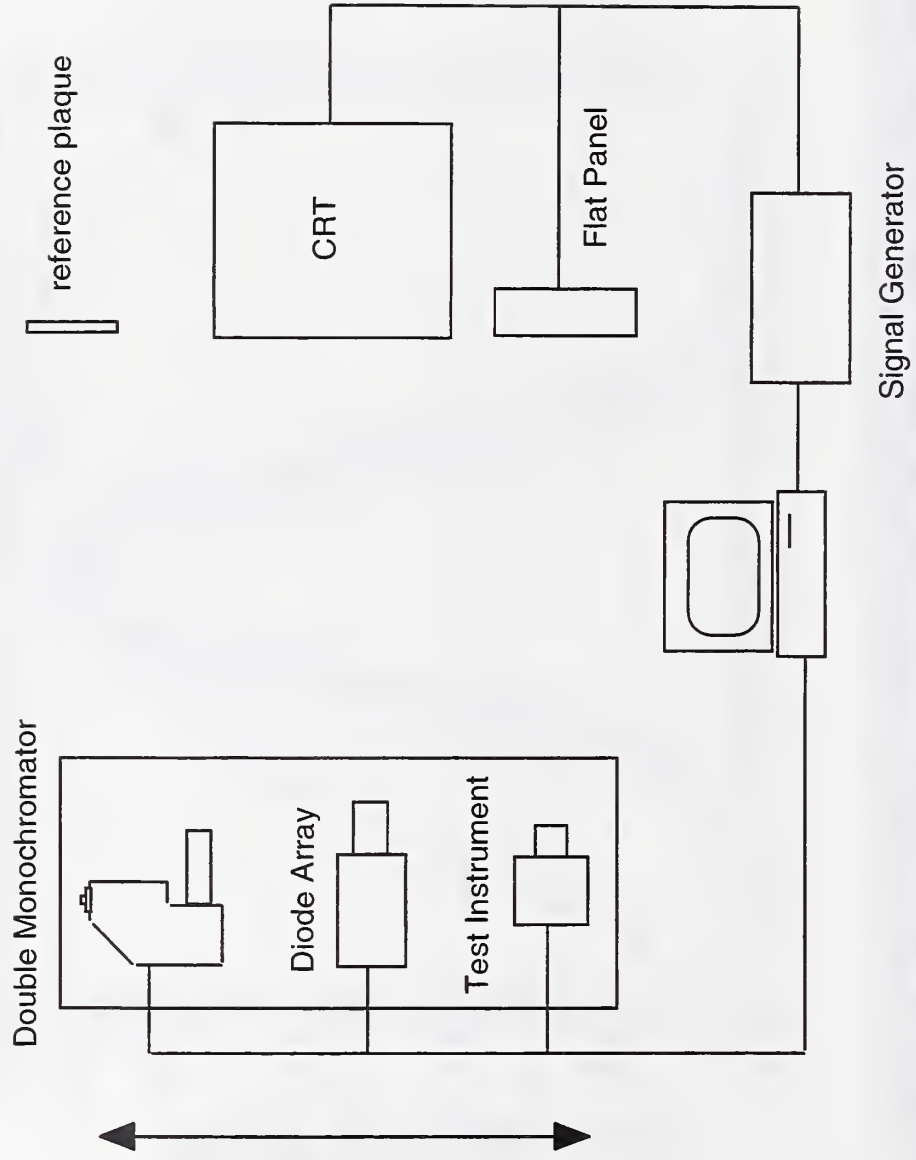 Double Monochromator
Diode Array
Test Instrument
reference plaque
CRT
Flat Panel
Signal Generator